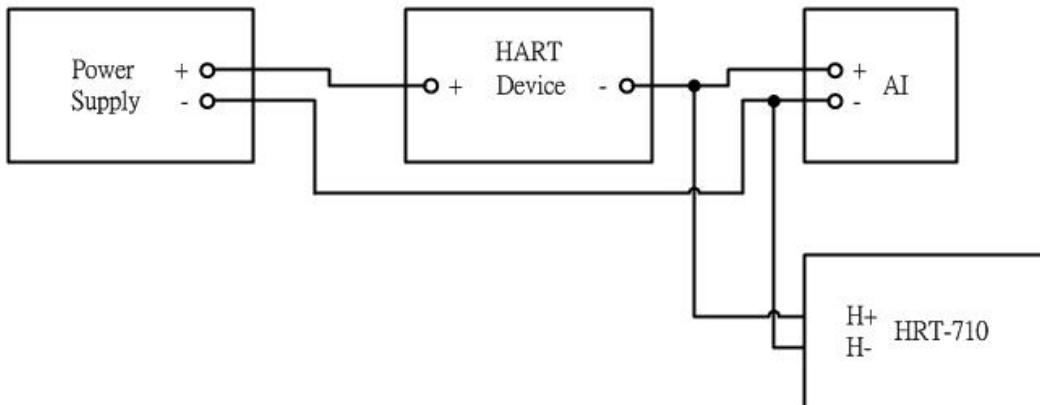 Power
Supply
+
-
HART
Device
+
-
+
-
AI
H+
H-
HRT-710